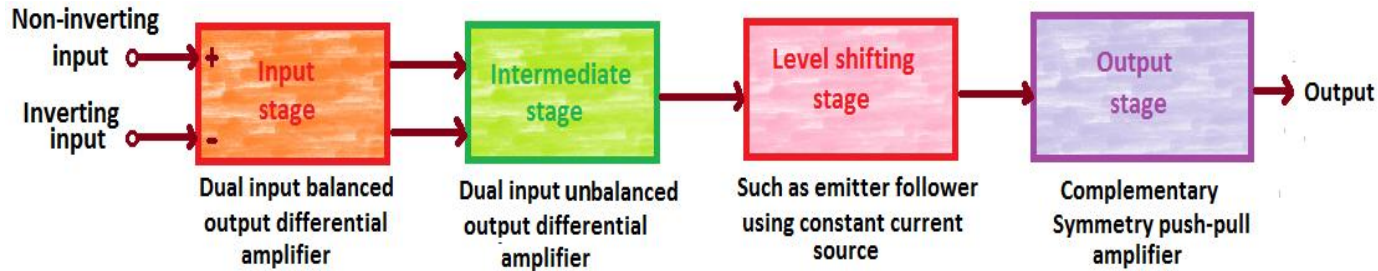 Non-inverting
input
+
Inverting
input
-
Input
stage
Dual input balanced
output differential
amplifier
Intermediate
stage
Dual input unbalanced
output differential
amplifier
Level shifting
stage
Such as emitter follower
using constant current
source
Output
stage
Complementary
Symmetry push-pull
amplifier
Output